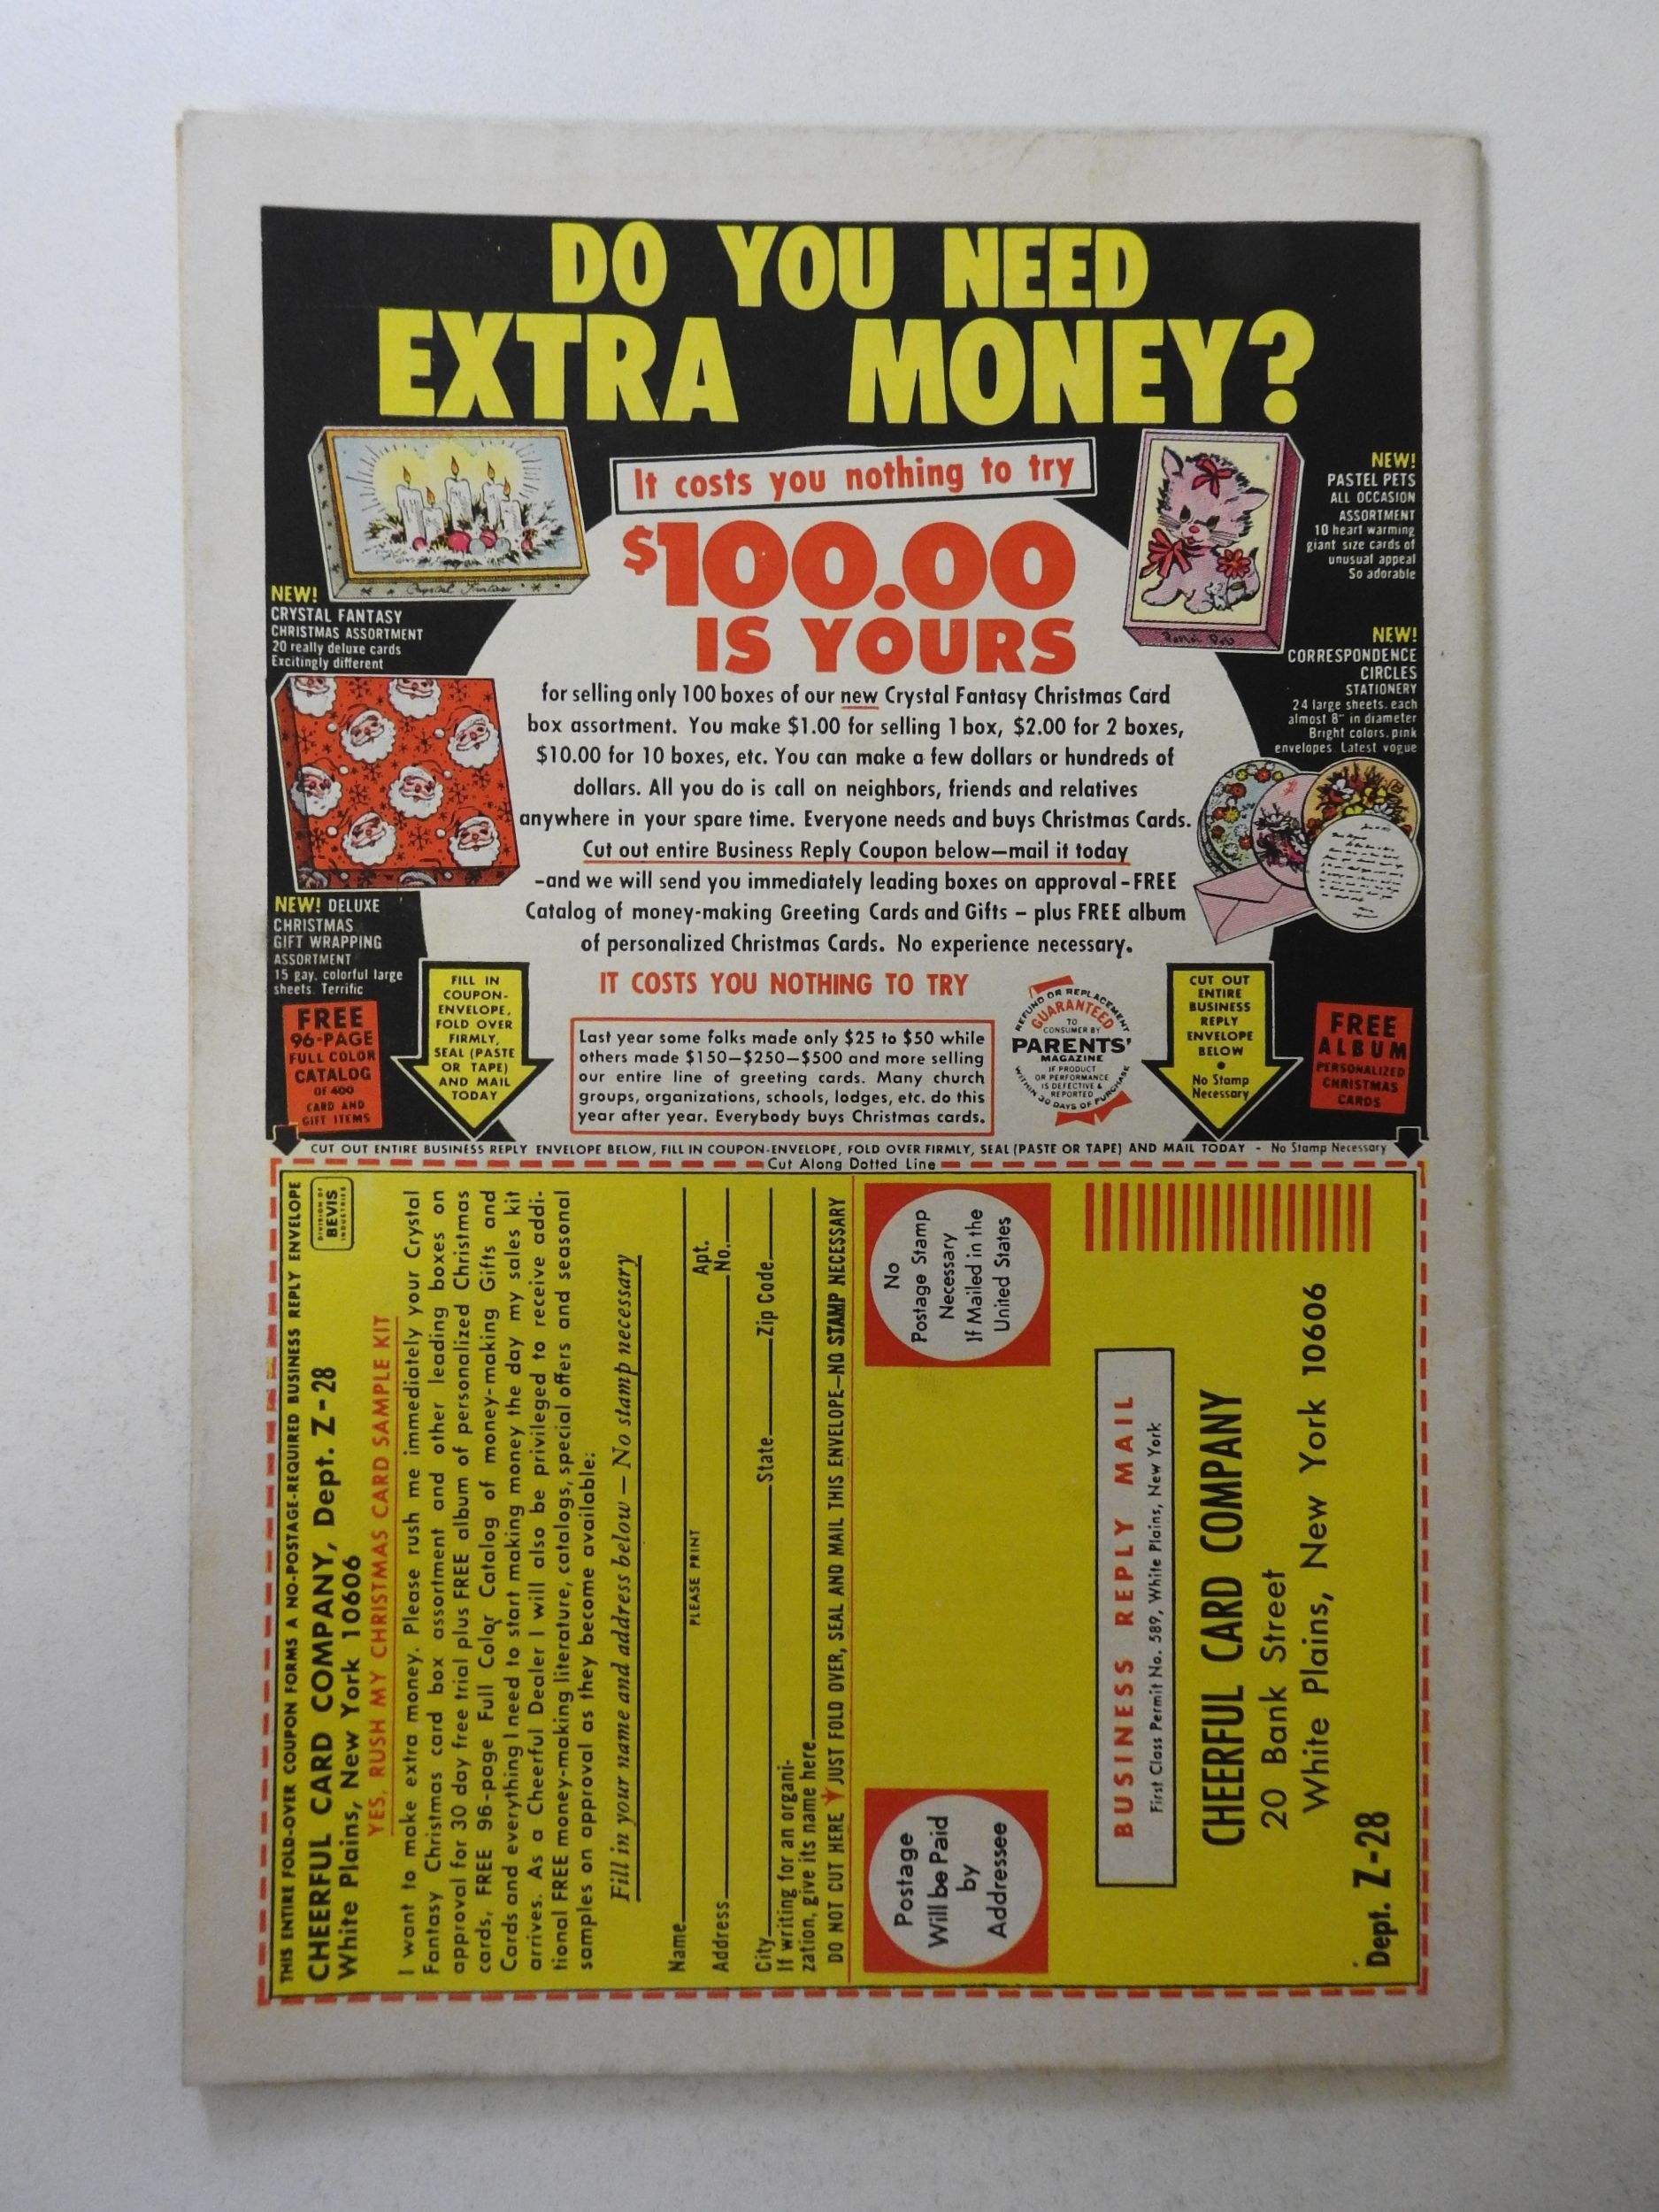 DO YOU NEED
EXTRA MONEY?
It costs you nothing to try
$100.00
IS YOURS
NEW!
CRYSTAL FANTASY
CHRISTMAS ASSORTMENT
20 really deluxe cards
Excitingly different
Crystal Fantasy
NEW!
PASTEL PETS
ALL OCCASION
ASSORTMENT
10 heart warming
giant size cards of
unusual appeal
So adorable
NEW!
CORRESPONDENCE
CIRCLES
STATIONERY
24 large sheets, each
almost 8" in diameter
Bright colors, pink
envelopes. Latest vogue
for selling only 100 boxes of our new Crystal Fantasy Christmas Card
box assortment. You make $1.00 for selling 1 box, $2.00 for 2 boxes,
$10.00 for 10 boxes, etc. You can make a few dollars or hundreds of
dollars. All you do is call on neighbors, friends and relatives
anywhere in your spare time. Everyone needs and buys Christmas Cards.
Cut out entire Business Reply Coupon below—mail it today
-and we will send you immediately leading boxes on approval-FREE
Catalog of money-making Greeting Cards and Gifts - plus FREE album
of personalized Christmas Cards. No experience necessary.
NEW! DELUXE
CHRISTMAS
GIFT WRAPPING
ASSORTMENT
15 gay, colorful large
sheets. Terrific
FREE
96-PAGE
FULL COLOR
CATALOG
OF 400
CARD AND
GIFT ITEMS
FILL IN
COUPON-
ENVELOPE,
FOLD OVER
FIRMLY,
SEAL (PASTE
OR TAPE)
AND MAIL
TODAY
IT COSTS YOU NOTHING TO TRY
Last year some folks made only $25 to $50 while
others made $150—$250—$500 and more selling
our entire line of greeting cards. Many church
groups, organizations, schools, lodges, etc. do this
year after year. Everybody buys Christmas cards.
REFUND OR REPLACEMENT
GUARANTEED
TO
CONSUMER BY
PARENTS'
MAGAZINE
IF PRODUCT
OR PERFORMANCE
IS DEFECTIVE &
REPORTED
WITHIN 30 DAYS OF PURCHASE
CUT OUT
ENTIRE
BUSINESS
REPLY
ENVELOPE
BELOW
•
No Stamp
Necessary
FREE
ALBUM
PERSONALIZED
CHRISTMAS
CARDS
CUT OUT ENTIRE BUSINESS REPLY ENVELOPE BELOW, FILL IN COUPON-ENVELOPE, FOLD OVER FIRMLY, SEAL (PASTE OR TAPE) AND MAIL TODAY - No Stamp Necessary
Cut Along Dotted Line
THIS ENTIRE FOLD-OVER COUPON FORMS A NO-POSTAGE-REQUIRED BUSINESS REPLY ENVELOPE
CHEERFUL CARD COMPANY, Dept. Z-28
White Plains, New York 10606
DIVISION OF
BEVIS
INDUSTRIES
YES, RUSH MY CHRISTMAS CARD SAMPLE KIT
I want to make extra money. Please rush me immediately your Crystal
Fantasy Christmas card box assortment and other leading boxes on
approval for 30 day free trial plus FREE album of personalized Christmas
cards, FREE 96-page Full Color Catalog of money-making Gifts and
Cards and everything I need to start making money the day my sales kit
arrives. As a Cheerful Dealer I will also be privileged to receive addi-
tional FREE money-making literature, catalogs, special offers and seasonal
samples on approval as they become available:
Fill in your name and address below — No stamp necessary
Name
PLEASE PRINT
Address
Apt.
No.
City State Zip Code
If writing for an organi-
zation, give its name here
DO NOT CUT HERE JUST FOLD OVER, SEAL AND MAIL THIS ENVELOPE—NO STAMP NECESSARY
Postage
Will be Paid
by
Addressee
No
Postage Stamp
Necessary
If Mailed in the
United States
BUSINESS REPLY MAIL
First Class Permit No. 589, White Plains, New York
CHEERFUL CARD COMPANY
20 Bank Street
White Plains, New York 10606
Dept. Z-28